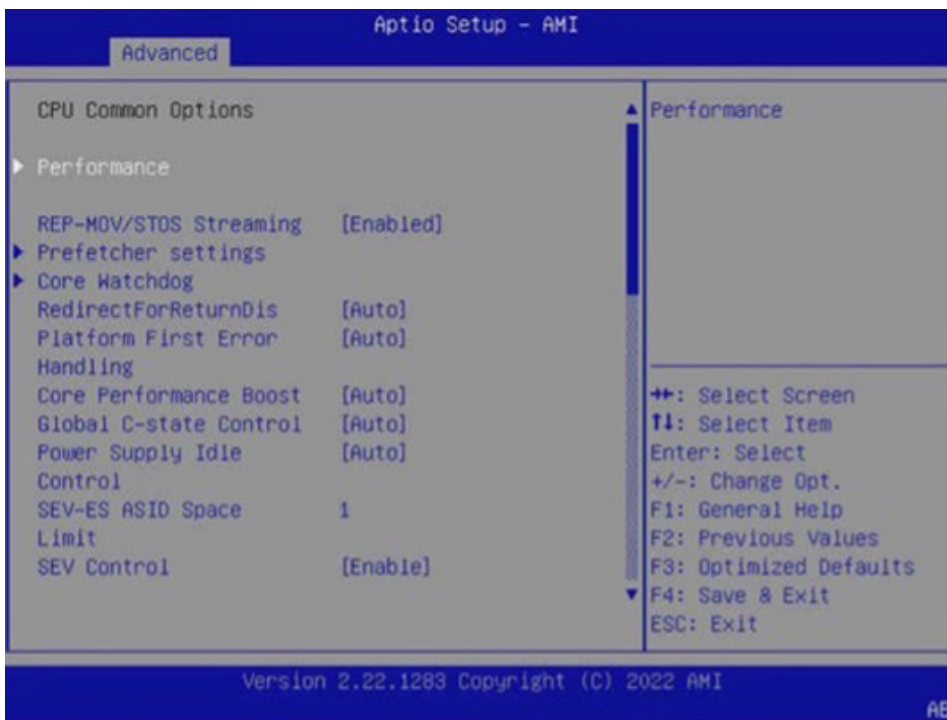 Aptio Setup - AMI
Advanced
CPU Common Options
Performance
REP-MOV/STOS Streaming [Enabled]
Prefetcher settings
Core Watchdog
RedirectForReturnDis [Auto]
Platform First Error [Auto]
Handling
Core Performance Boost [Auto]
Global C-state Control [Auto]
Power Supply Idle [Auto]
Control
SEV-ES ASID Space 1
Limit
SEV Control [Enable]
Performance
→←: Select Screen
↑↓: Select Item
Enter: Select
+/-: Change Opt.
F1: General Help
F2: Previous Values
F3: Optimized Defaults
F4: Save & Exit
ESC: Exit
Version 2.22.1283 Copyright (C) 2022 AMI